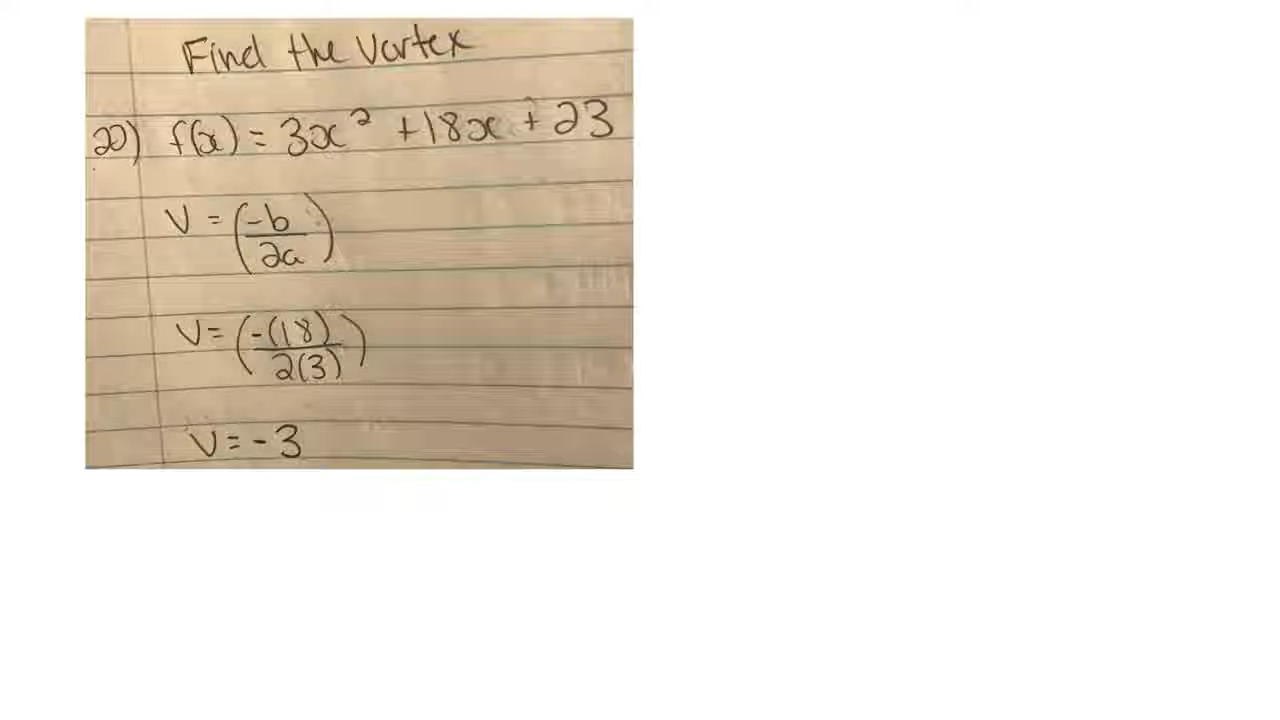 Find the Vertex
20) f(x) = 3x² + 18x + 23
V = (-b/2a)
V = (-(18)/2(3))
V = -3